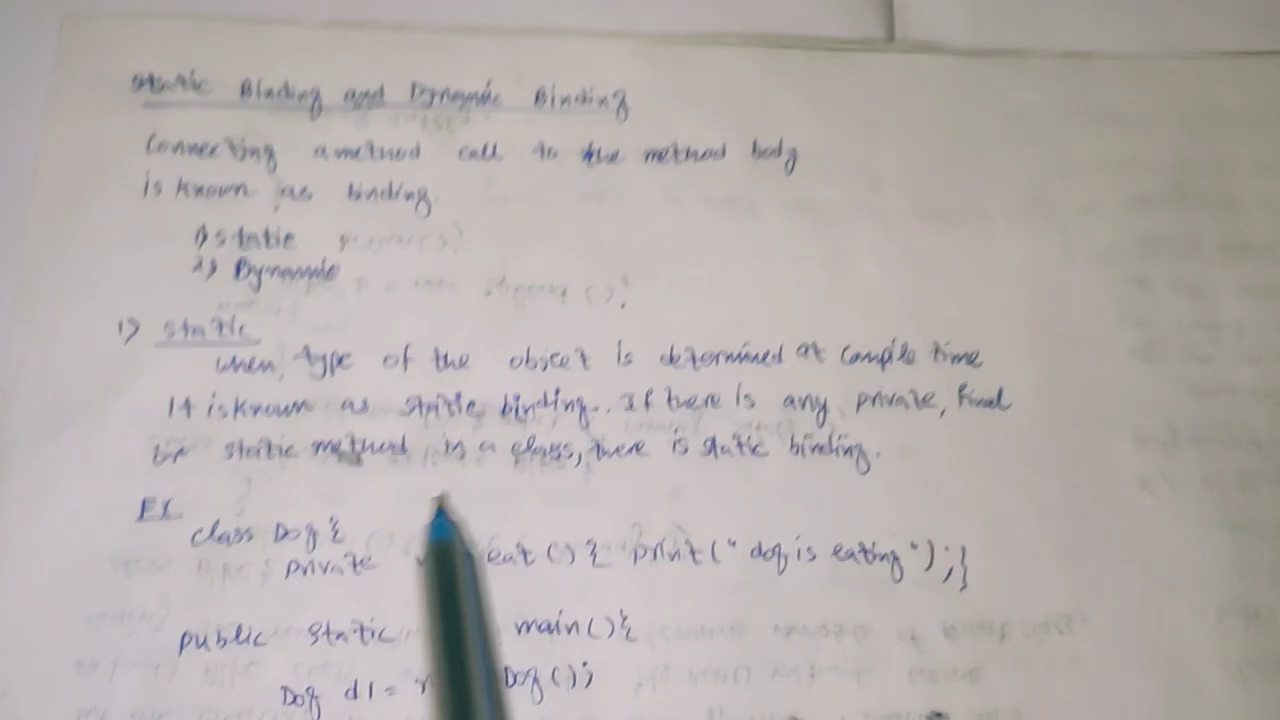 Static Binding and Dynamic Binding
Connecting a method call to the method body
is known as binding.
1) static
2) Dynamic
1) static
when, type of the object is determined at compile time
It is known as static binding. If there is any private, Final
or static method in a class, there is static binding.
EX
class Dog{
private eat() { print(" dog is eating");}
public static main(){
Dog d1 = Dog();